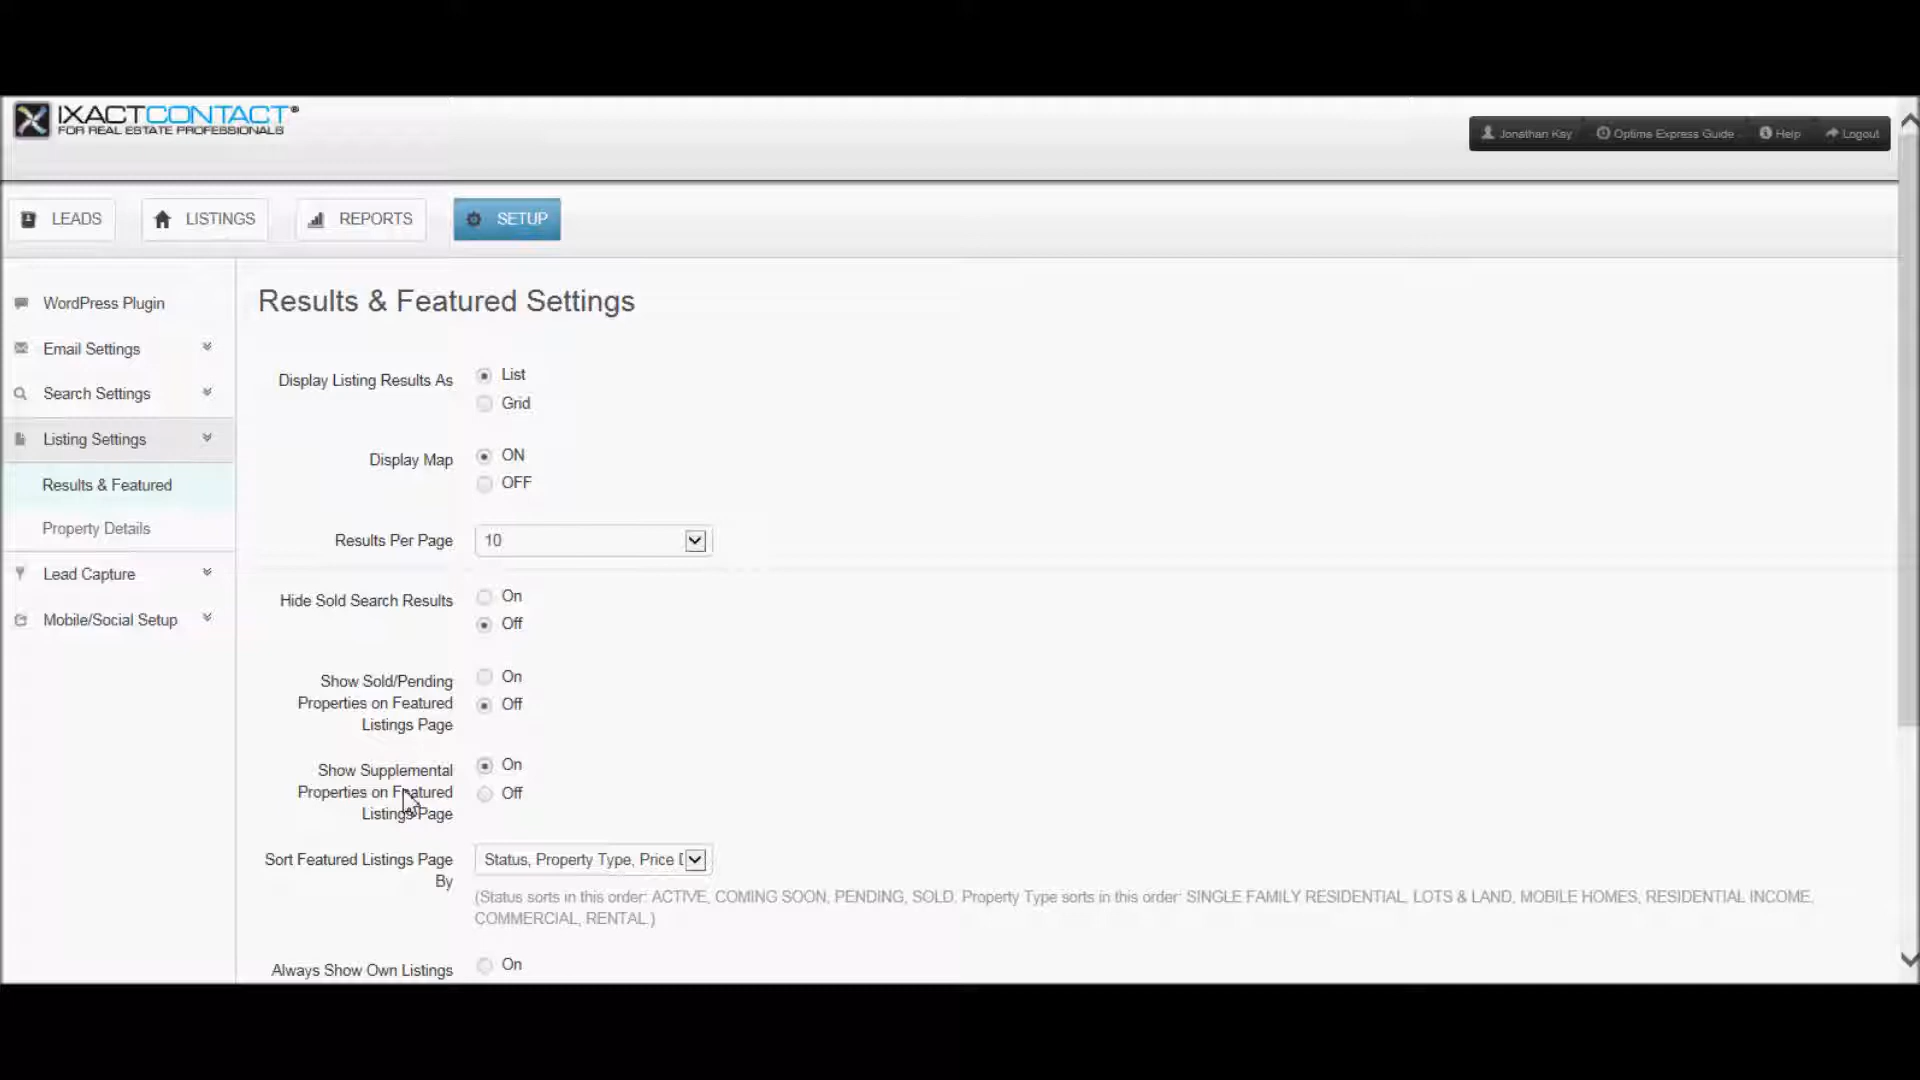 IXACTCONTACT®
FOR REAL ESTATE PROFESSIONALS
Jonathan Kay
Optima Express Guide
Help
Logout
LEADS
LISTINGS
REPORTS
SETUP
WordPress Plugin
Email Settings
Search Settings
Listing Settings
Results & Featured
Property Details
Lead Capture
Mobile/Social Setup
Results & Featured Settings
Display Listing Results As
List
Grid
Display Map
ON
OFF
Results Per Page
10
Hide Sold Search Results
On
Off
Show Sold/Pending
Properties on Featured
Listings Page
On
Off
Show Supplemental
Properties on Featured
Listings Page
On
Off
Sort Featured Listings Page
By
Status, Property Type, Price
(Status sorts in this order: ACTIVE, COMING SOON, PENDING, SOLD. Property Type sorts in this order: SINGLE FAMILY RESIDENTIAL, LOTS & LAND, MOBILE HOMES, RESIDENTIAL INCOME,
COMMERCIAL, RENTAL.)
Always Show Own Listings
On